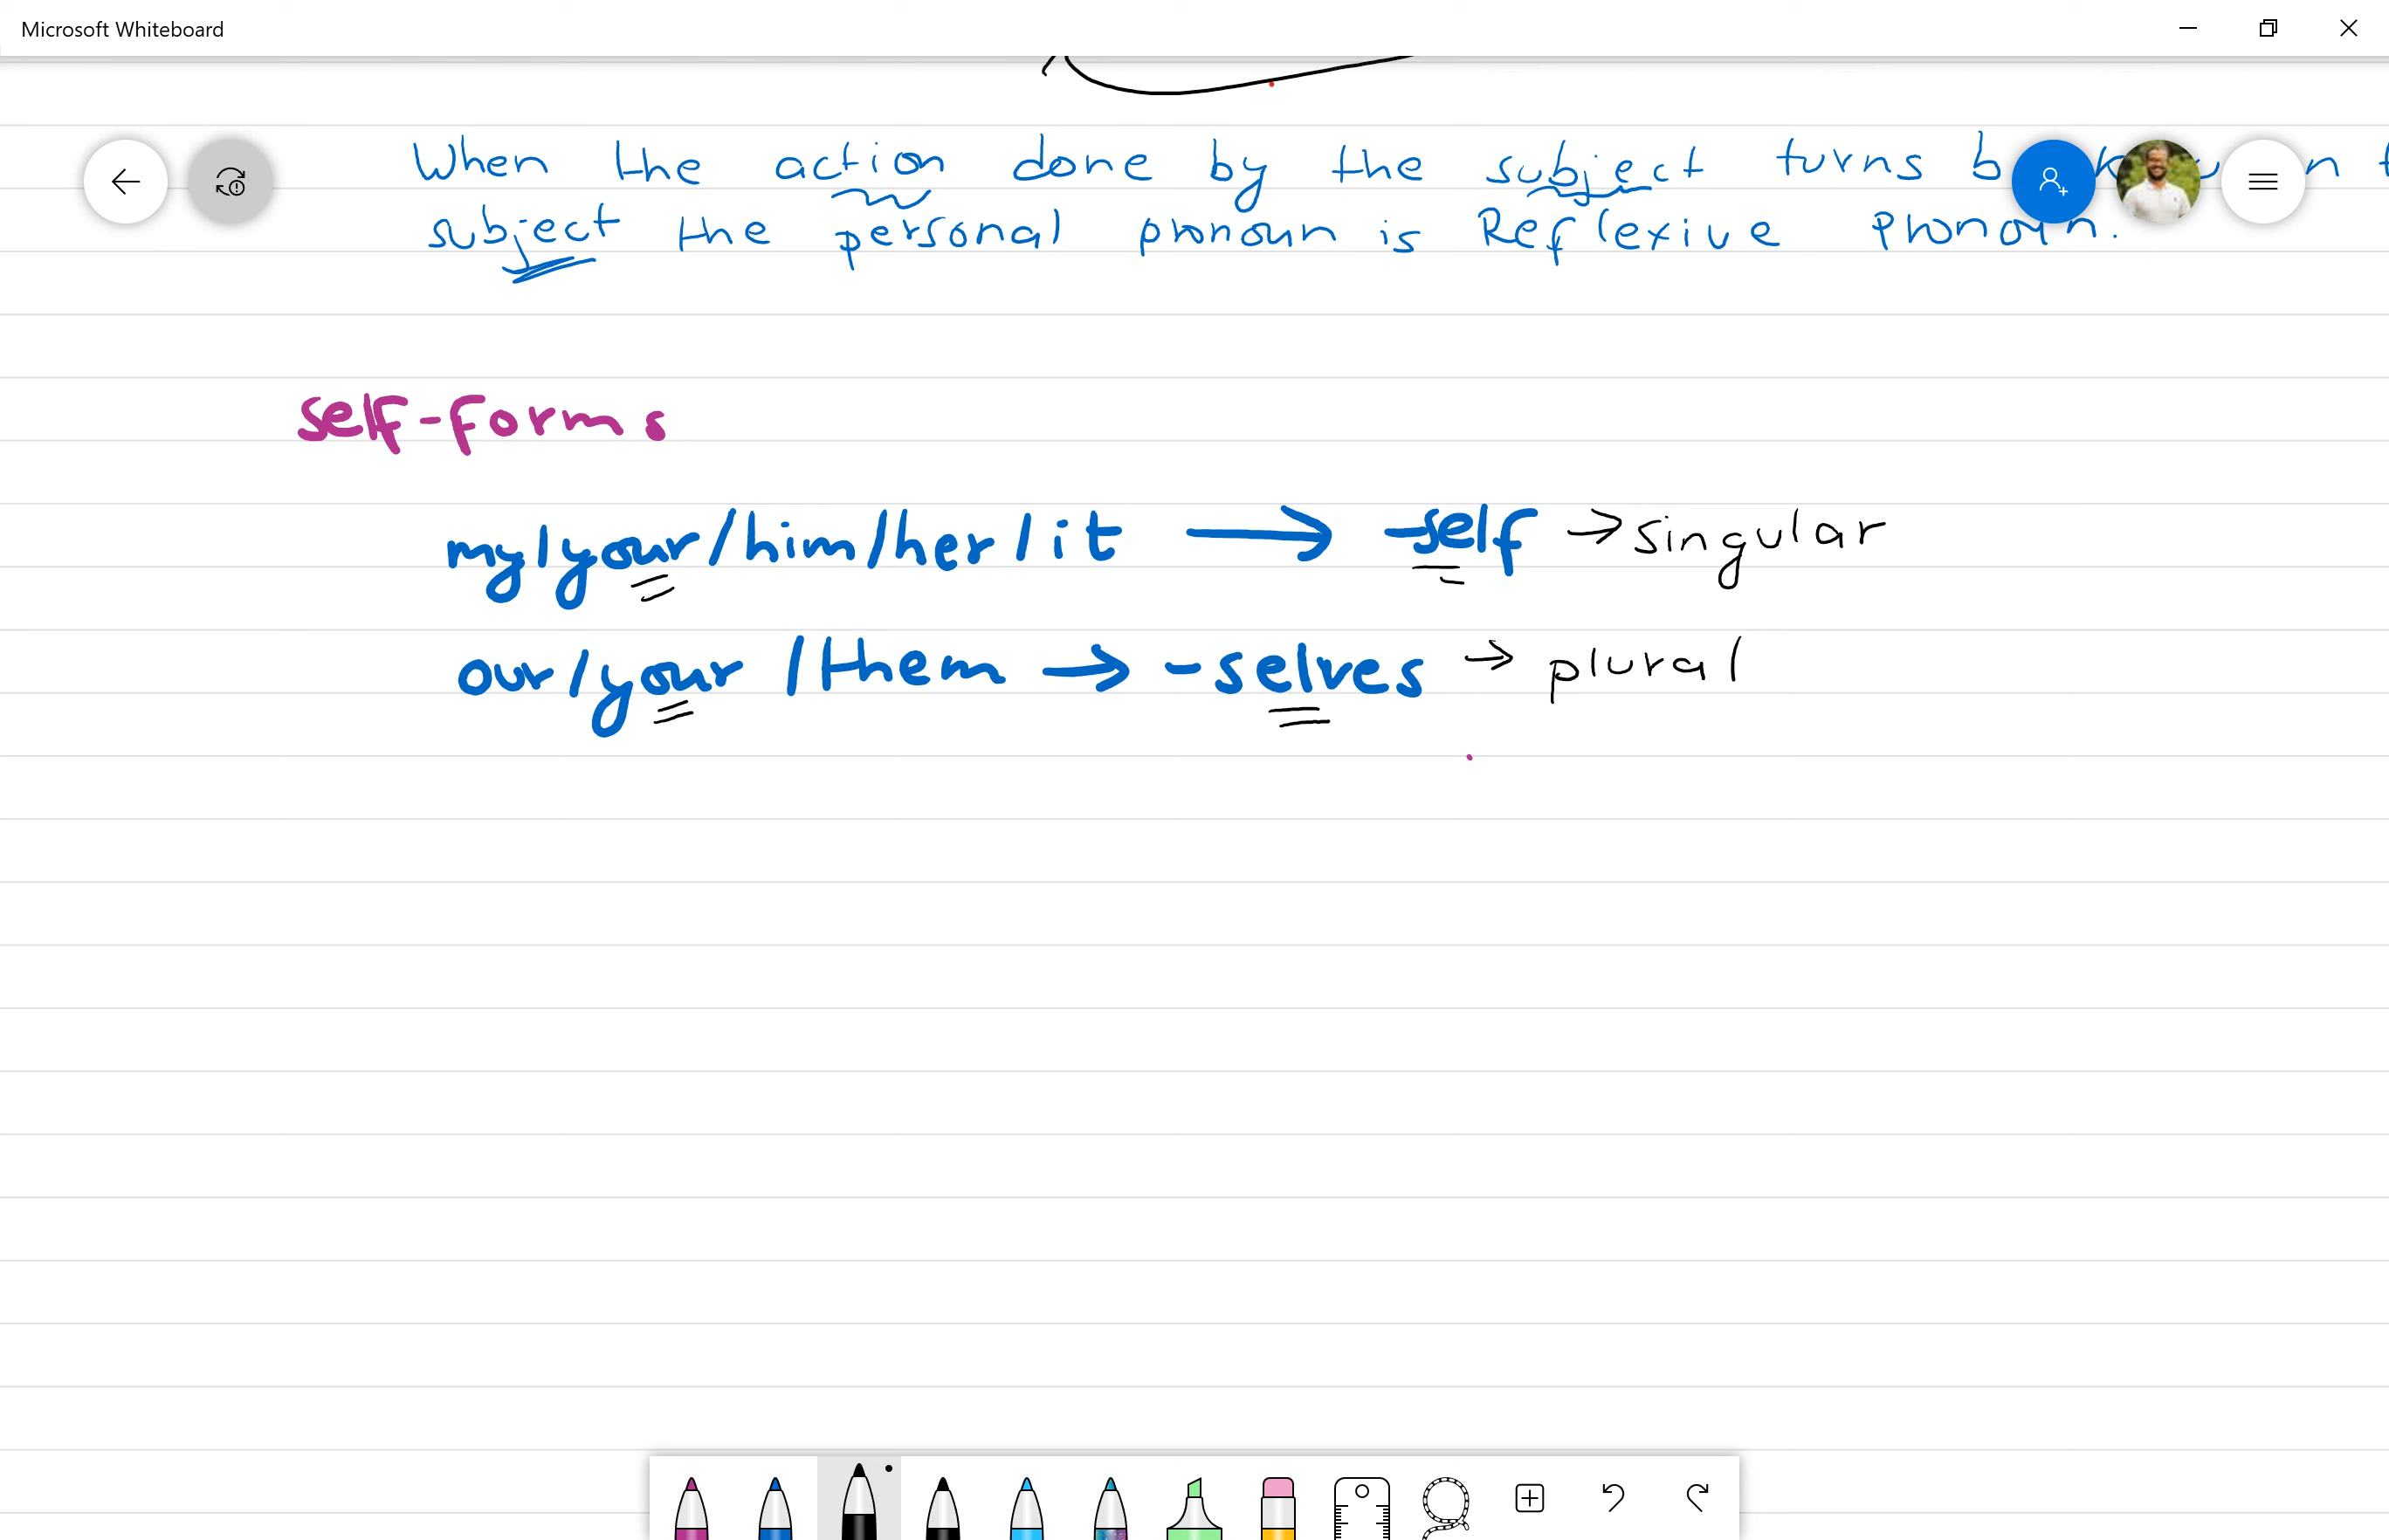 Microsoft Whiteboard
When the action done by the subject turns
subject the personal pronoun is Reflexive Pronoun.
self-forms
my/your/him/her/it → -self → singular
our/your/them → -selves → plural